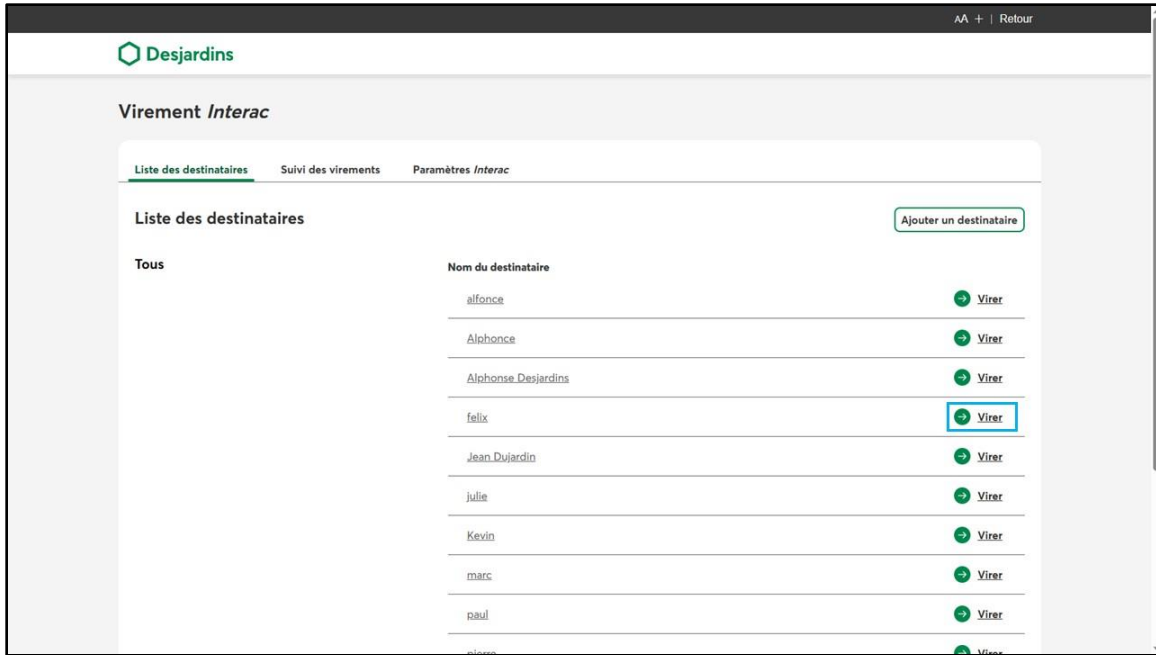 AA + | Retour
Desjardins
Virement Interac
Liste des destinataires Suivi des virements Paramètres Interac
Liste des destinataires Ajouter un destinataire
Tous Nom du destinataire
alfonce Virer
Alphonce Virer
Alphonse Desjardins Virer
felix Virer
Jean Dujardin Virer
julie Virer
Kevin Virer
marc Virer
paul Virer
pierre Virer